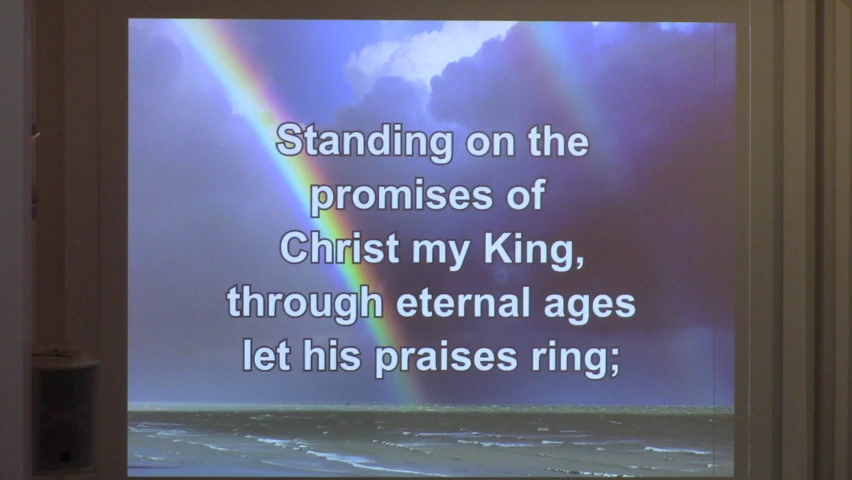 Standing on the
promises of
Christ my King,
through eternal ages
let his praises ring;